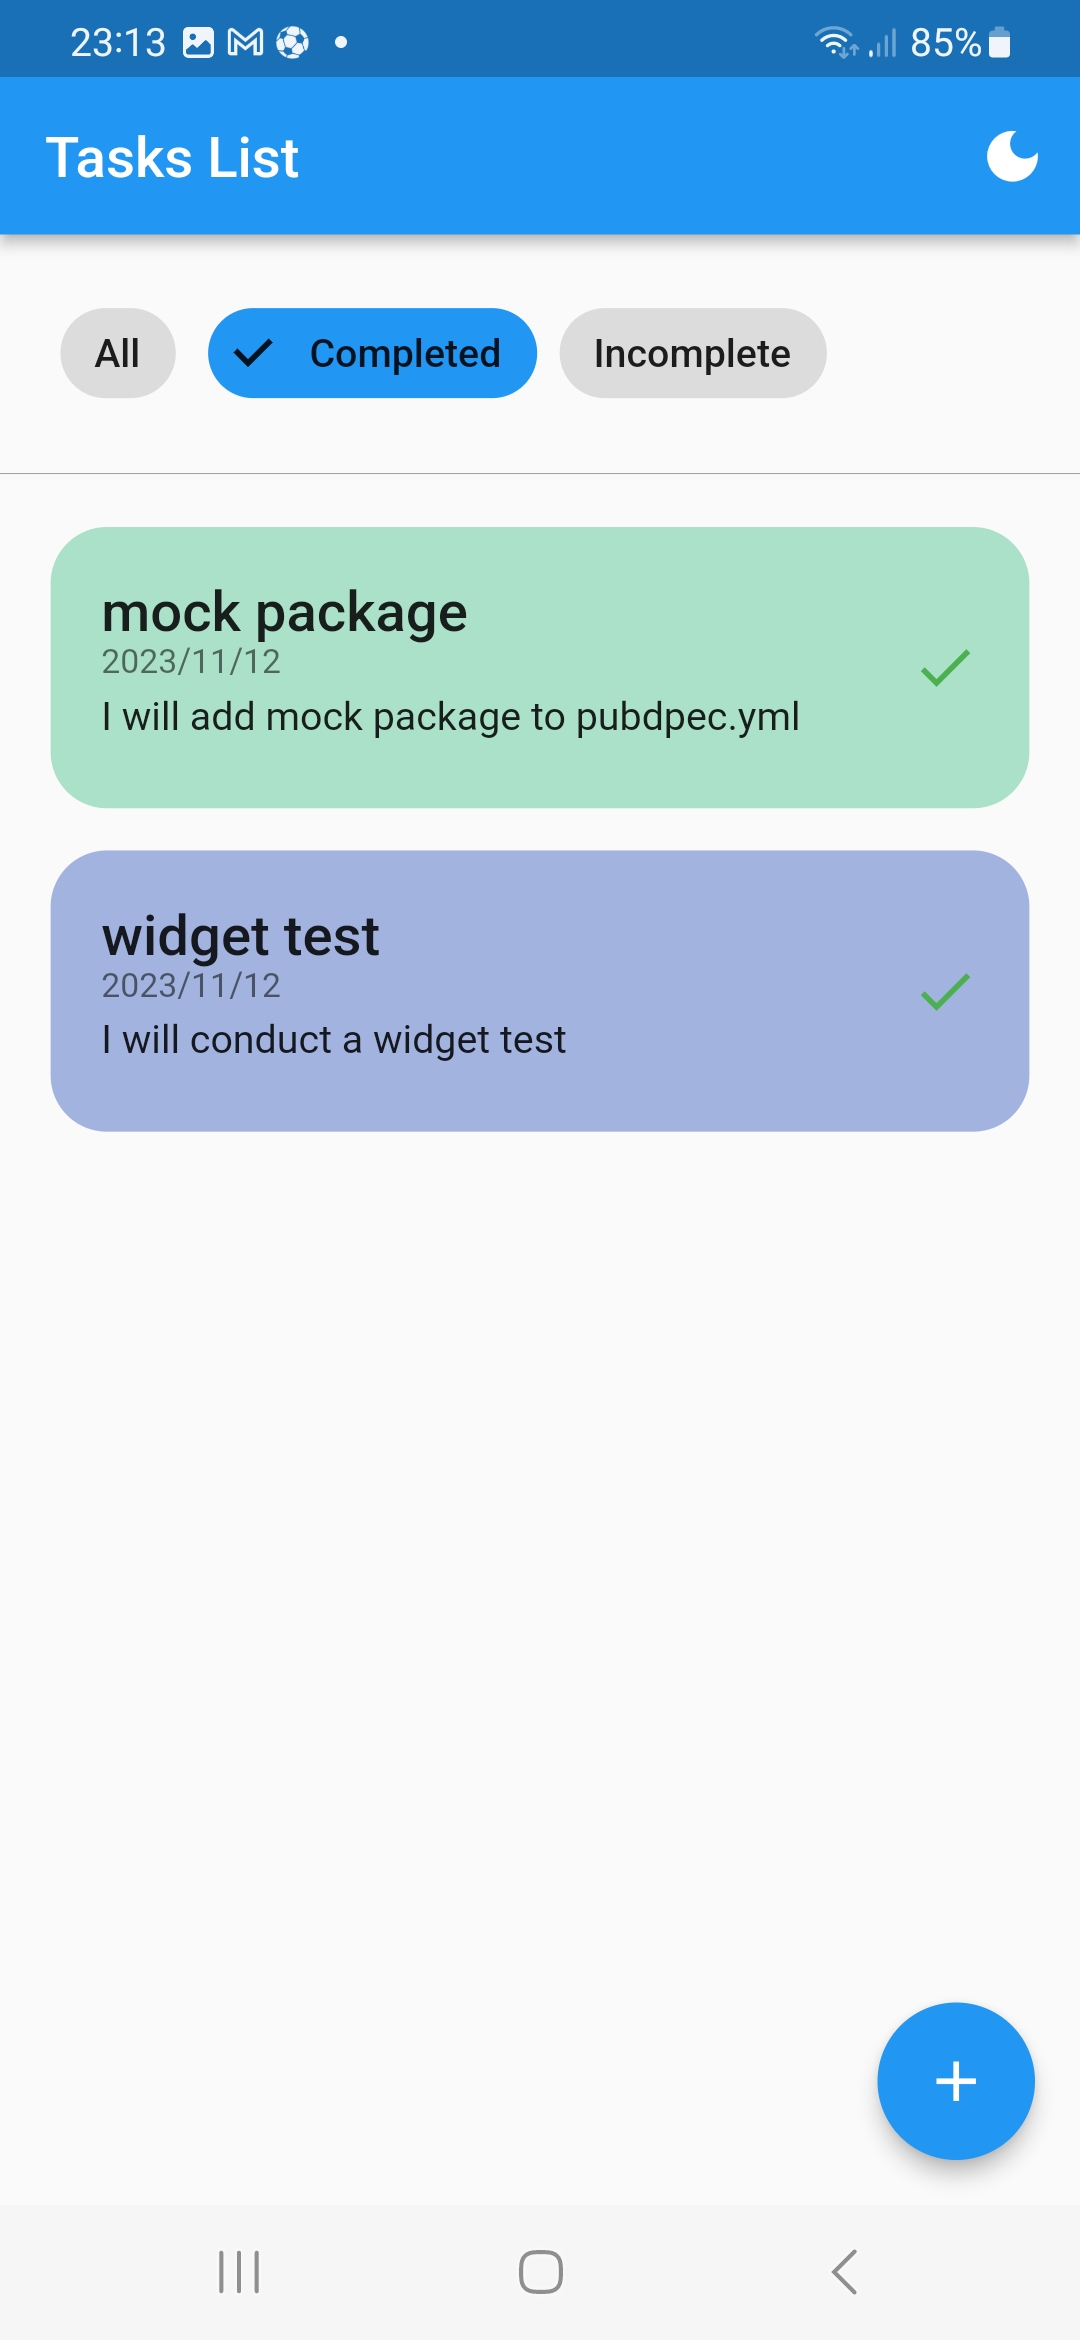 23:13 85%
Tasks List
All Completed Incomplete
mock package
2023/11/12
I will add mock package to pubdpec.yml
widget test
2023/11/12
I will conduct a widget test